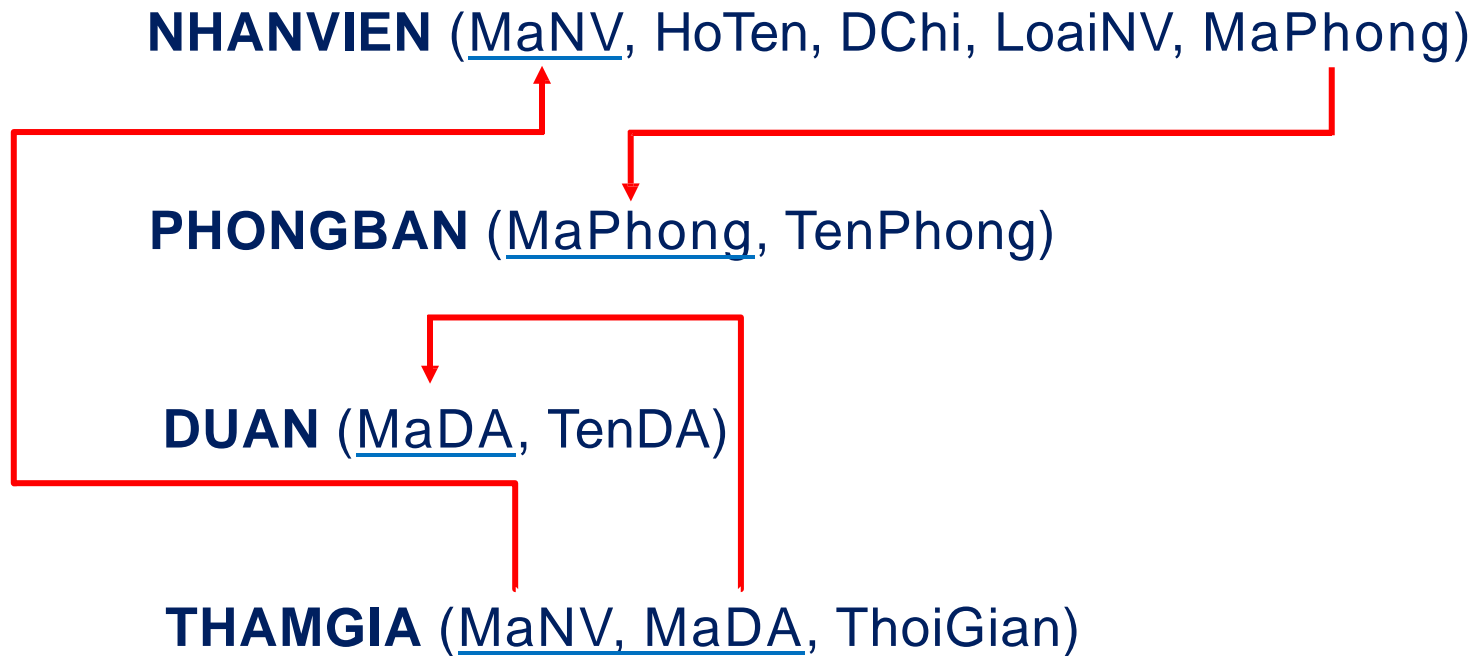 NHANVIEN (MaNV, HoTen, DChi, LoaiNV, MaPhong)
PHONGBAN (MaPhong, TenPhong)
DUAN (MaDA, TenDA)
THAMGIA (MaNV, MaDA, ThoiGian)